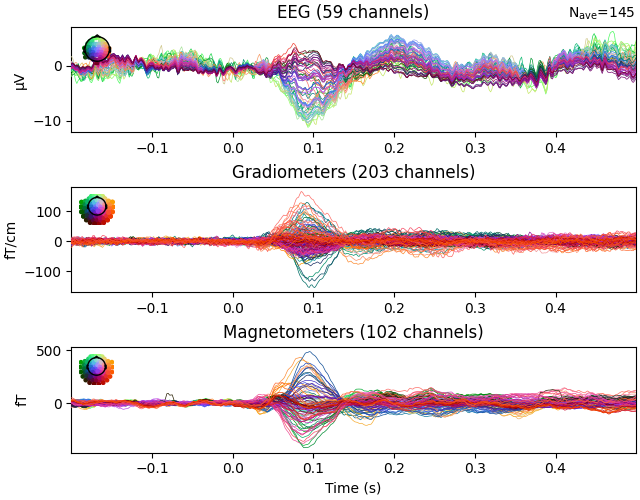 EEG (59 channels)
Nave=145
µV
0
−10
−0.1 0.0 0.1 0.2 0.3 0.4
Gradiometers (203 channels)
fT/cm
100
0
−100
−0.1 0.0 0.1 0.2 0.3 0.4
Magnetometers (102 channels)
fT
500
0
−0.1 0.0 0.1 0.2 0.3 0.4
Time (s)